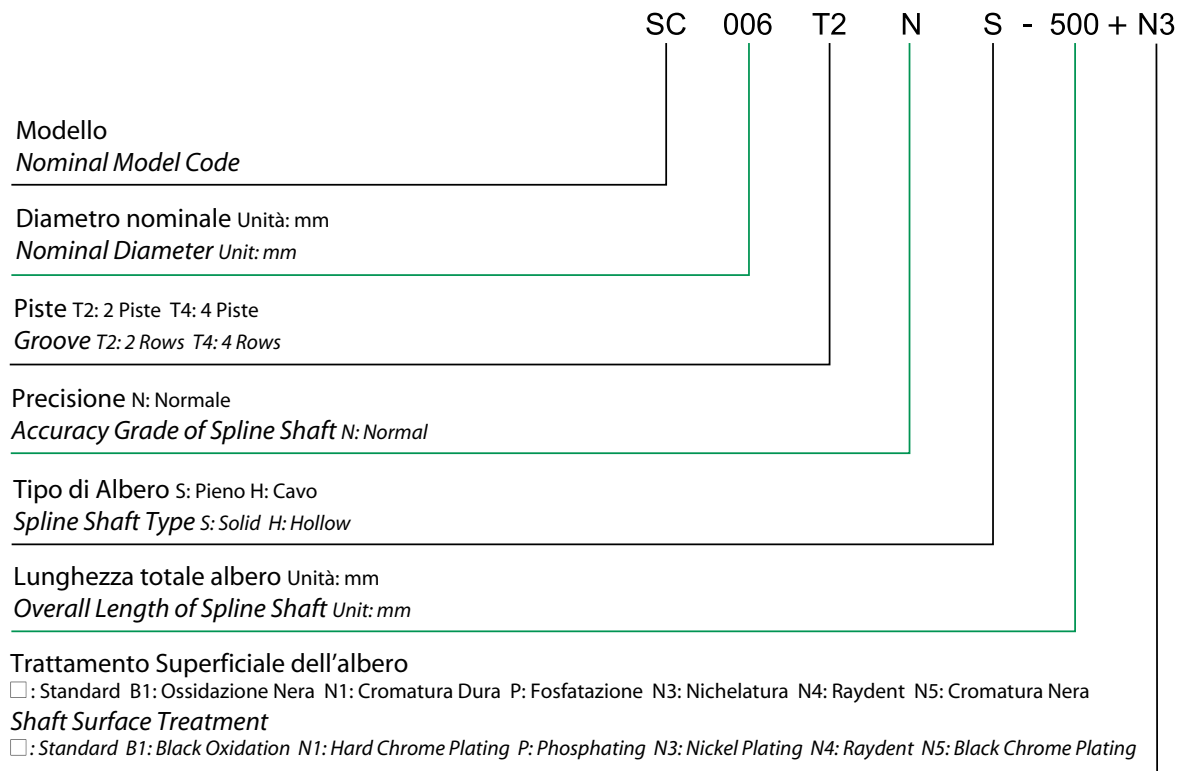 SC 006 T2 N S - 500 + N3
Modello
Nominal Model Code
Diametro nominale Unità: mm
Nominal Diameter Unit: mm
Piste T2: 2 Piste T4: 4 Piste
Groove T2: 2 Rows T4: 4 Rows
Precisione N: Normale
Accuracy Grade of Spline Shaft N: Normal
Tipo di Albero S: Pieno H: Cavo
Spline Shaft Type S: Solid H: Hollow
Lunghezza totale albero Unità: mm
Overall Length of Spline Shaft Unit: mm
Trattamento Superficiale dell'albero
□: Standard B1: Ossidazione Nera N1: Cromatura Dura P: Fosfatazione N3: Nichelatura N4: Raydent N5: Cromatura Nera
Shaft Surface Treatment
□: Standard B1: Black Oxidation N1: Hard Chrome Plating P: Phosphating N3: Nickel Plating N4: Raydent N5: Black Chrome Plating